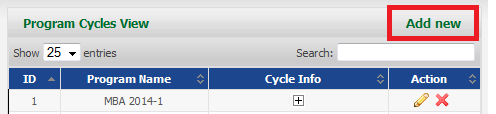 Program Cycles View Add new
Show 25 entries Search:
ID Program Name Cycle Info Action
1 MBA 2014-1